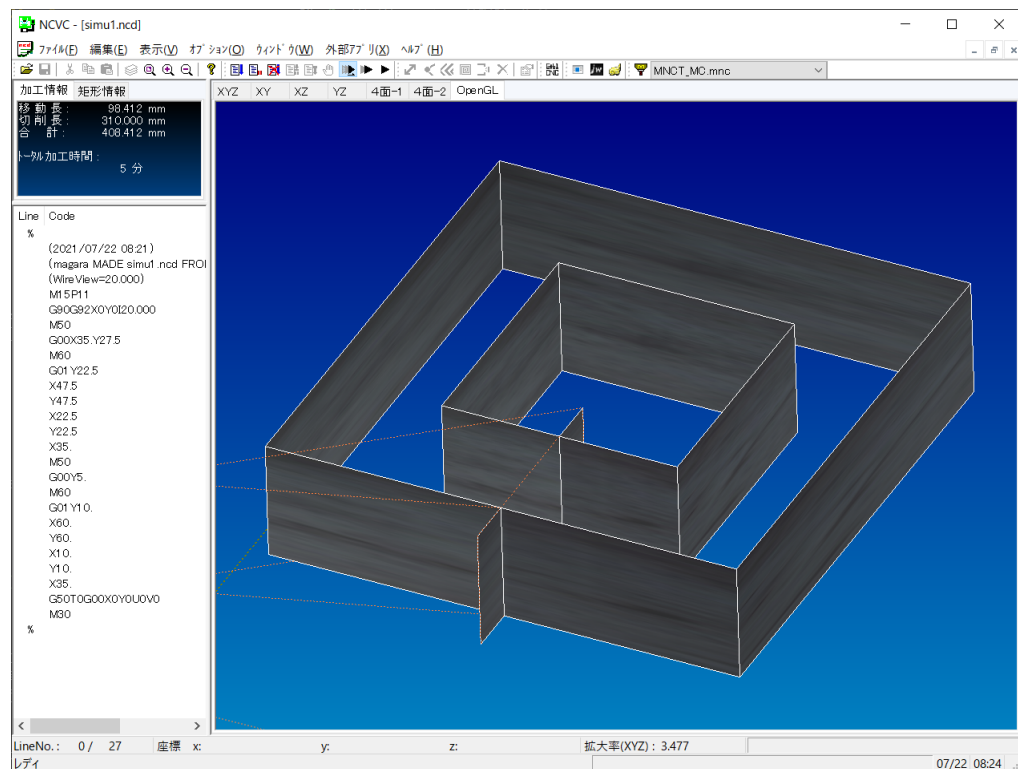 NCVC - [simu1.ncd]
ファイル(F) 編集(E) 表示(V) オプション(O) ウィンドウ(W) 外部アプリ(X) ヘルプ(H)
MNCT_MC.mnc
加工情報 矩形情報
XYZ XY XZ YZ 4面-1 4面-2 OpenGL
移動長: 98.412 mm
切削長: 310.000 mm
合 計: 408.412 mm
トータル加工時間:
5 分
Line Code
%
(2021/07/22 08:21)
(magara MADE simu1.ncd FROI
(WireView=20.000)
M15P11
G90G92X0Y0I20.000
M50
G00X35.Y27.5
M60
G01Y22.5
X47.5
Y47.5
X22.5
Y22.5
X35.
M50
G00Y5.
M60
G01Y10.
X60.
Y60.
X10.
Y10.
X35.
G50T0G00X0Y0U0V0
M30
%
LineNo.: 0/ 27 座標 x: y: z: 拡大率(XYZ) : 3.477
レディ 07/22 08:24